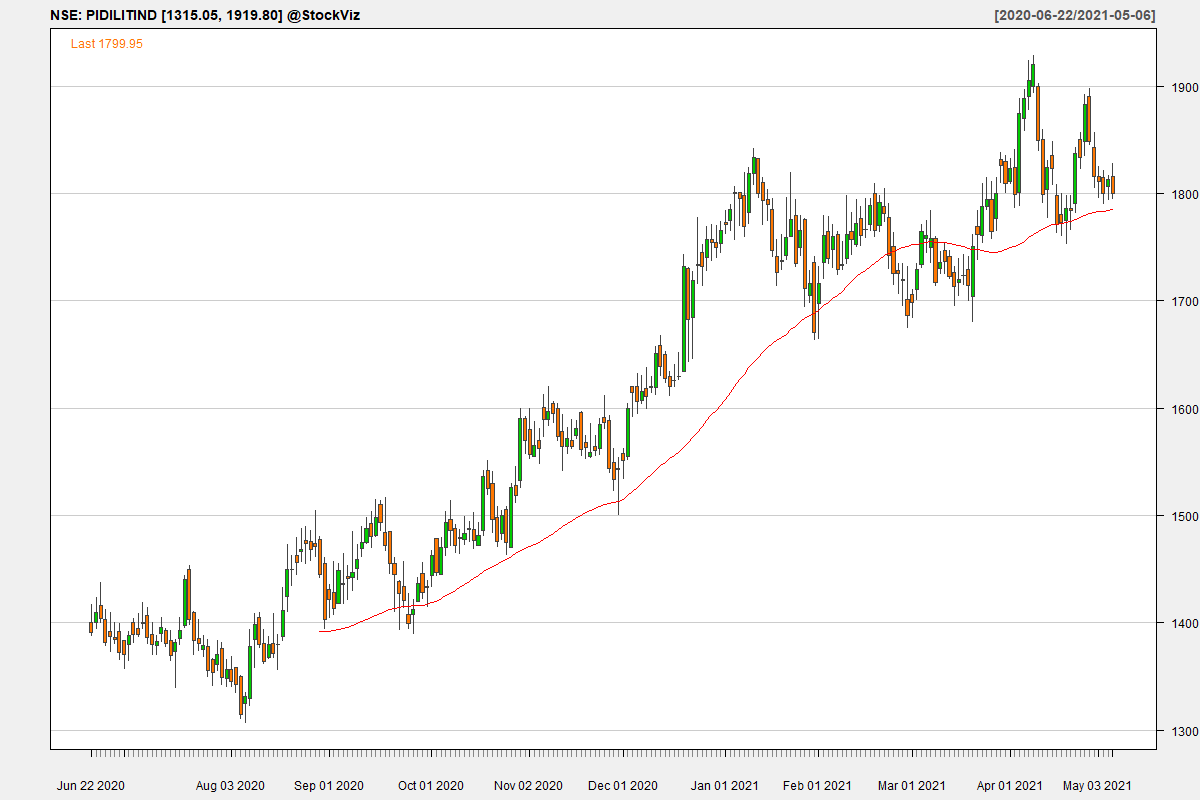 NSE: PIDILITIND [1315.05, 1919.80] @StockViz [2020-06-22/2021-05-06]
Last 1799.95
1900
1800
1700
1600
1500
1400
1300
Jun 22 2020 Aug 03 2020 Sep 01 2020 Oct 01 2020 Nov 02 2020 Dec 01 2020 Jan 01 2021 Feb 01 2021 Mar 01 2021 Apr 01 2021 May 03 2021